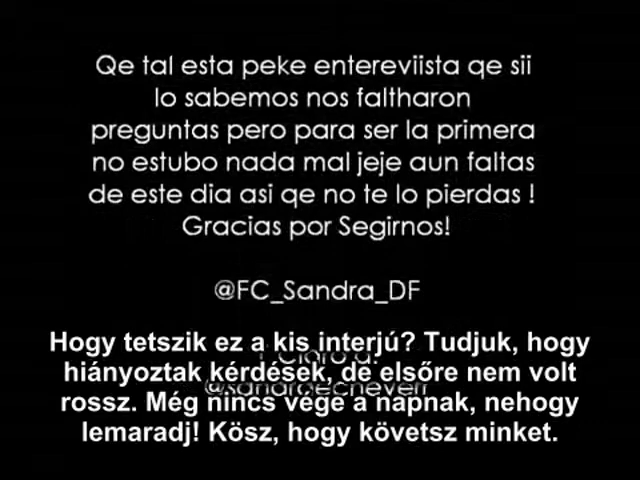 Qe tal esta peke entereviista qe sii
lo sabemos nos faltharon
preguntas pero para ser la primera
no estubo nada mal jeje aun faltas
de este dia asi qe no te lo pierdas !
Gracias por Segirnos!
@FC_Sandra_DF
Hogy tetszik ez a kis interjú? Tudjuk, hogy
hiányoztak kérdések, de elsőre nem volt
rossz. Még nincs vége a napnak, nehogy
lemaradj! Kösz, hogy követsz minket.